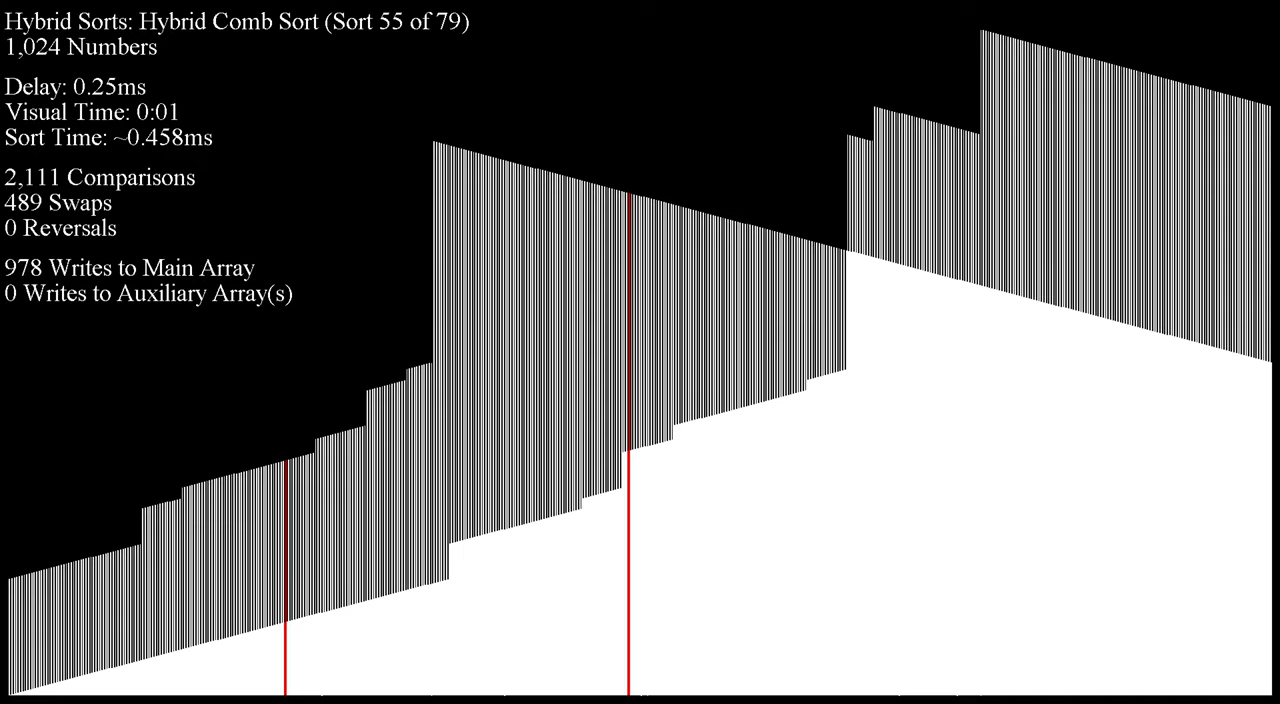 Hybrid Sorts: Hybrid Comb Sort (Sort 55 of 79)
1,024 Numbers
Delay: 0.25ms
Visual Time: 0:01
Sort Time: ~0.458ms
2,111 Comparisons
489 Swaps
0 Reversals
978 Writes to Main Array
0 Writes to Auxiliary Array(s)